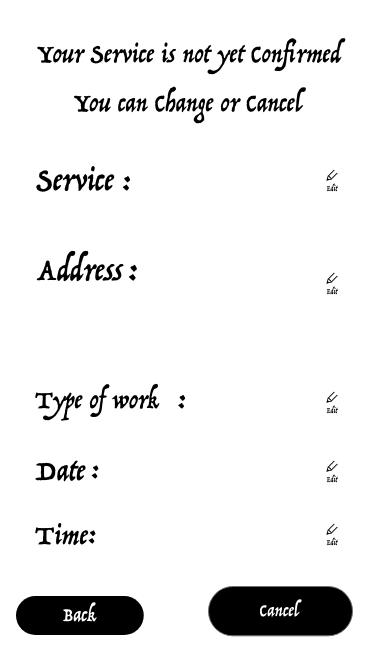 Your Service is not yet Confirmed
You can Change or Cancel
Service :
Edit
Address :
Edit
Type of work :
Edit
Date :
Edit
Time:
Edit
Back
Cancel